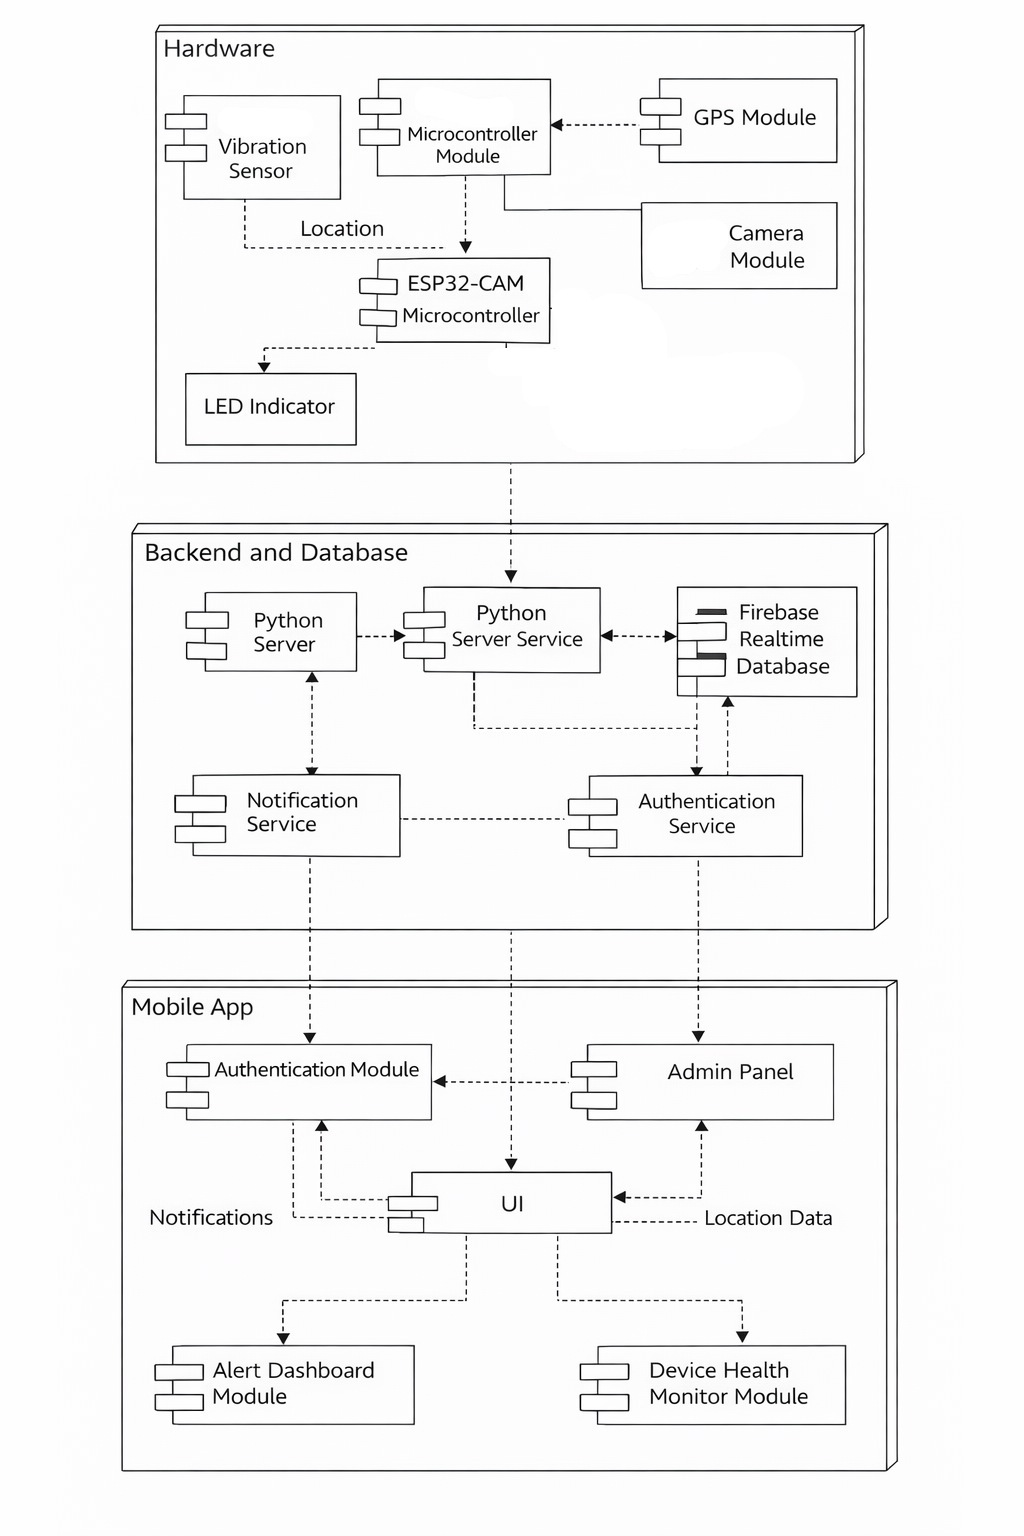 Hardware
Vibration
Sensor
Microcontroller
Module
GPS Module
Location
Camera
Module
ESP32-CAM
Microcontroller
LED Indicator
Backend and Database
Python
Server
Python
Server Service
Firebase
Realtime
Database
Notification
Service
Authentication
Service
Mobile App
Authentication Module
Admin Panel
UI
Notifications
Location Data
Alert Dashboard
Module
Device Health
Monitor Module